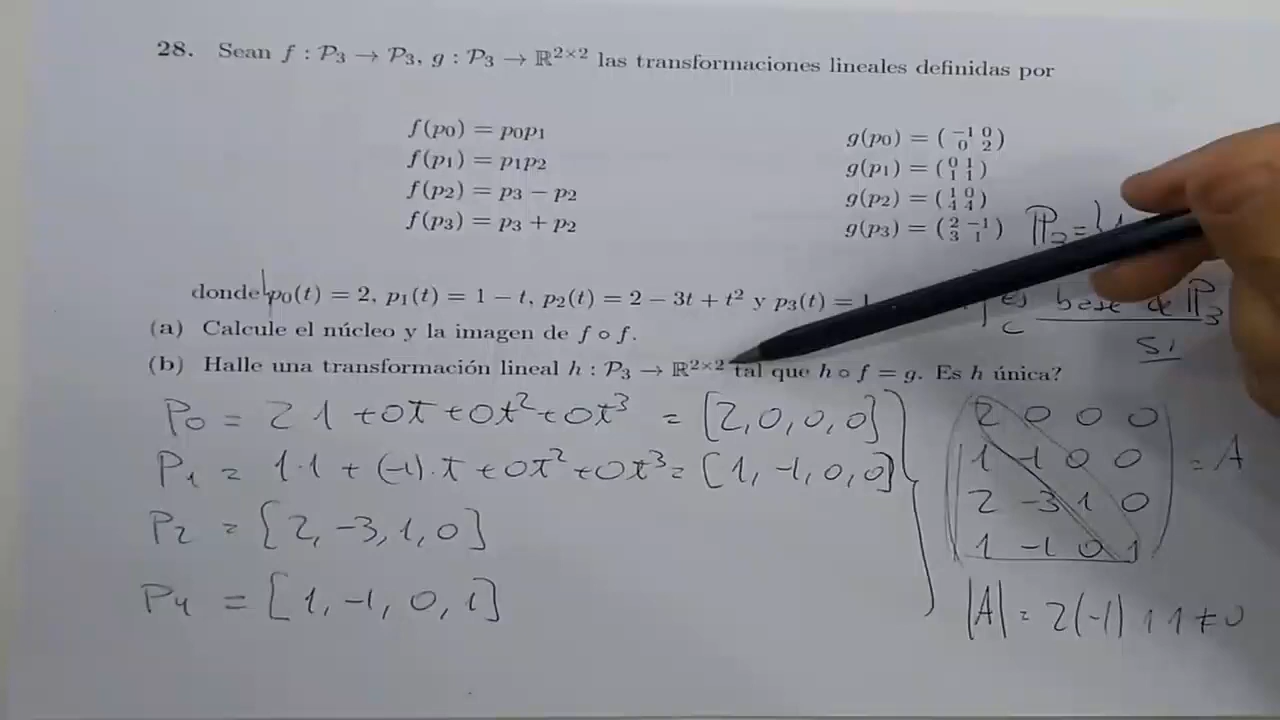 28. Sean f : P₃ → P₃, g : P₃ → ℝ²ˣ² las transformaciones lineales definidas por
f(p0) = p0p1
f(p1) = p1p2
f(p2) = p3 − p2
f(p3) = p3 + p2
g(p0) = ( −1 0 0 2 )
g(p1) = ( 0 1 1 1 )
g(p2) = ( 1 0 4 4 )
g(p3) = ( 2 −1 3 1 )
P₃ = {
donde p0(t) = 2, p1(t) = 1 − t, p2(t) = 2 − 3t + t² y p3(t) =
es base de P₃
Si
(a) Calcule el núcleo y la imagen de f ∘ f.
(b) Halle una transformación lineal h : P₃ → ℝ²ˣ² tal que h ∘ f = g. Es h única?
P₀ = 2 1 + 0t + 0t² + 0t³ = [2, 0, 0, 0]
P₁ = 1·1 + (−1)·t + 0t² + 0t³ = [1, −1, 0, 0]
P₂ = [2, −3, 1, 0]
P₄ = [1, −1, 0, 1]
2 0 0 0
1 −1 0 0 = A
2 −3 1 0
1 −1 0 1
|A| = 2(−1) 1 1 ≠ 0